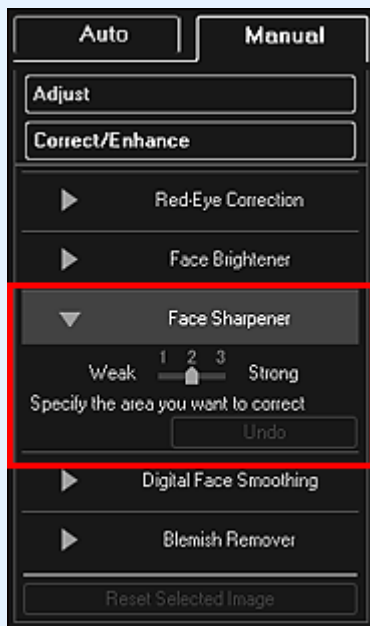 Auto Manual
Adjust
Correct/Enhance
Red-Eye Correction
Face Brightener
Face Sharpener
1 2 3
Weak Strong
Specify the area you want to correct
Undo
Digital Face Smoothing
Blemish Remover
Reset Selected Image